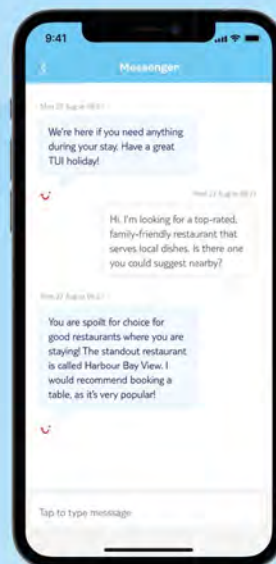 9:41
Messenger
We're here if you need anything
during your stay. Have a great
TUI holiday!
Hi. I'm looking for a top-rated,
family-friendly restaurant that
serves local dishes. Is there one
you could suggest nearby?
You are spoilt for choice for
good restaurants where you are
staying! The standout restaurant
is called Harbour Bay View. I
would recommend booking a
table, as it's very popular!
Tap to type messsage